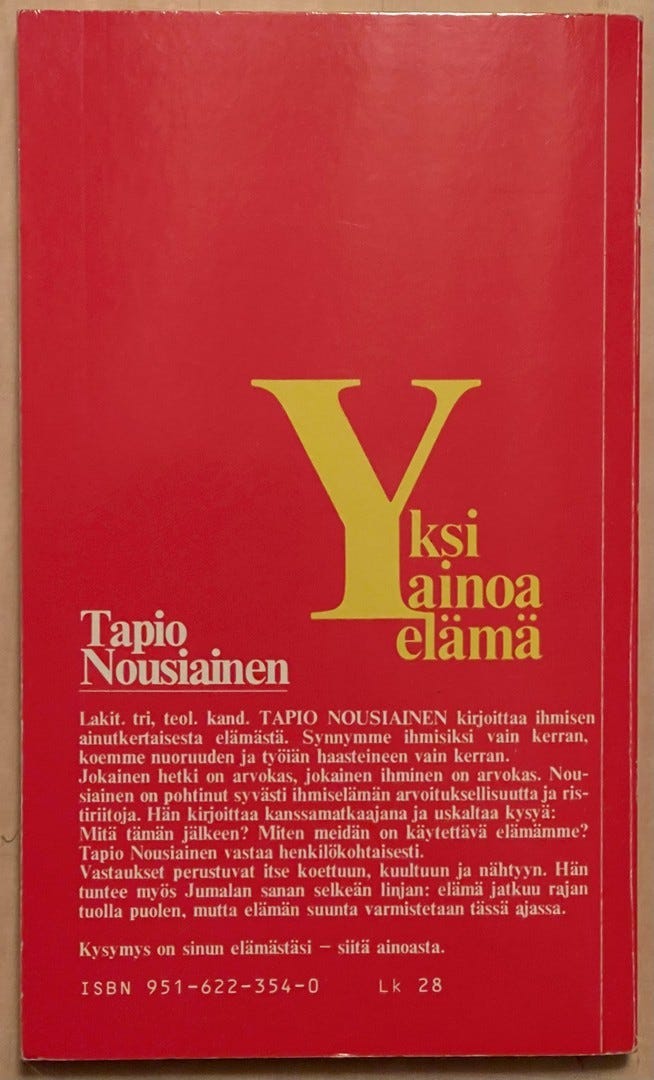 Yksi
ainoa
elämä
Tapio
Nousiainen
Lakit. tri, teol. kand. TAPIO NOUSIAINEN kirjoittaa ihmisen
ainutkertaisesta elämästä. Synnymme ihmisiksi vain kerran,
koemme nuoruuden ja työiän haasteineen vain kerran.
Jokainen hetki on arvokas, jokainen ihminen on arvokas. Nou-
siainen on pohtinut syvästi ihmiselämän arvoituksellisuutta ja ris-
tiriitoja. Hän kirjoittaa kanssamatkaajana ja uskaltaa kysyä:
Mitä tämän jälkeen? Miten meidän on käytettävä elämämme?
Tapio Nousiainen vastaa henkilökohtaisesti.
Vastaukset perustuvat itse koettuun, kuultuun ja nähtyyn. Hän
tuntee myös Jumalan sanan selkeän linjan: elämä jatkuu rajan
tuolla puolen, mutta elämän suunta varmistetaan tässä ajassa.
Kysymys on sinun elämästäsi – siitä ainoasta.
ISBN 951-622-354-0 Lk 28